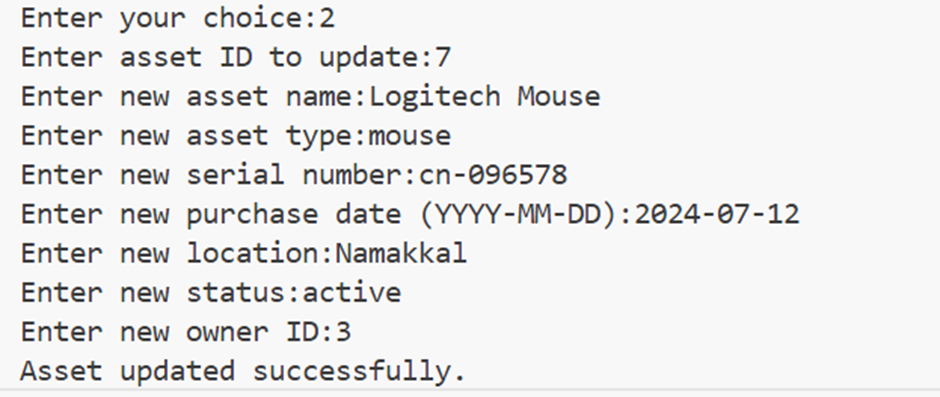 Enter your choice:2
Enter asset ID to update:7
Enter new asset name:Logitech Mouse
Enter new asset type:mouse
Enter new serial number:cn-096578
Enter new purchase date (YYYY-MM-DD):2024-07-12
Enter new location:Namakkal
Enter new status:active
Enter new owner ID:3
Asset updated successfully.